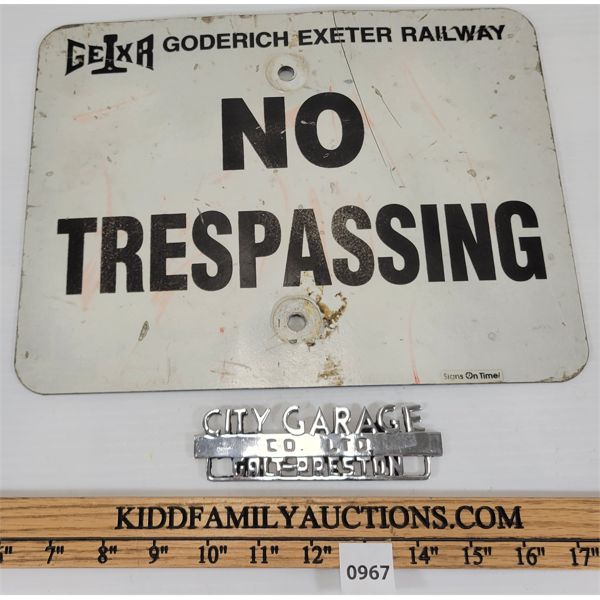 GEXR GODERICH EXETER RAILWAY
NO
TRESPASSING
Signs On Time!
CITY GARAGE
CO. LTD.
GALT-PRESTON
KIDDFAMILYAUCTIONS.COM
6" 7" 8" 9" 10" 11" 12" 14" 15" 16" 17"
0967